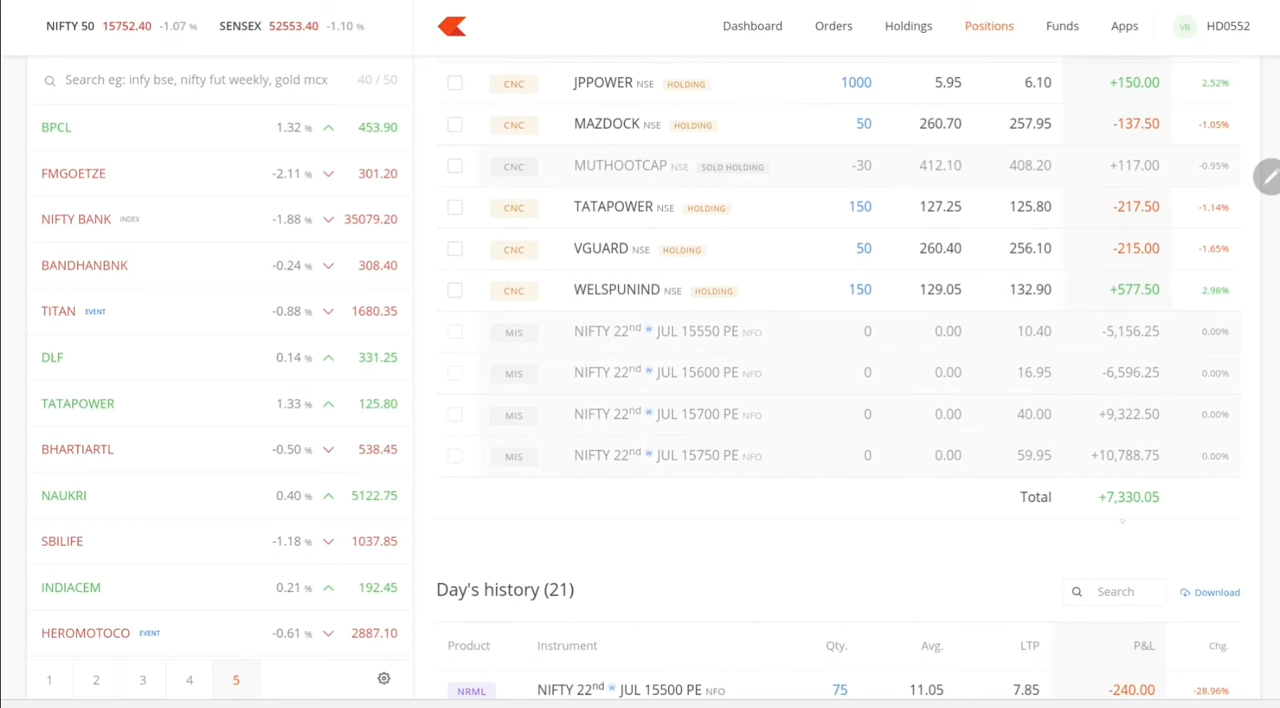 NIFTY 50 15752.40 -1.07 % SENSEX 52553.40 -1.10 %
Dashboard Orders Holdings Positions Funds Apps VB HD0552
Search eg: infy bse, nifty fut weekly, gold mcx 40 / 50
BPCL 1.32 % 453.90
FMGOETZE -2.11 % 301.20
NIFTY BANK INDEX -1.88 % 35079.20
BANDHANBNK -0.24 % 308.40
TITAN EVENT -0.88 % 1680.35
DLF 0.14 % 331.25
TATAPOWER 1.33 % 125.80
BHARTIARTL -0.50 % 538.45
NAUKRI 0.40 % 5122.75
SBILIFE -1.18 % 1037.85
INDIACEM 0.21 % 192.45
HEROMOTOCO EVENT -0.61 % 2887.10
1 2 3 4 5
CNC JPPOWER NSE HOLDING 1000 5.95 6.10 +150.00 2.52%
CNC MAZDOCK NSE HOLDING 50 260.70 257.95 -137.50 -1.05%
CNC MUTHOOTCAP NSE SOLD HOLDING -30 412.10 408.20 +117.00 -0.95%
CNC TATAPOWER NSE HOLDING 150 127.25 125.80 -217.50 -1.14%
CNC VGUARD NSE HOLDING 50 260.40 256.10 -215.00 -1.65%
CNC WELSPUNIND NSE HOLDING 150 129.05 132.90 +577.50 2.98%
MIS NIFTY 22nd w JUL 15550 PE NFO 0 0.00 10.40 -5,156.25 0.00%
MIS NIFTY 22nd w JUL 15600 PE NFO 0 0.00 16.95 -6,596.25 0.00%
MIS NIFTY 22nd w JUL 15700 PE NFO 0 0.00 40.00 +9,322.50 0.00%
MIS NIFTY 22nd w JUL 15750 PE NFO 0 0.00 59.95 +10,788.75 0.00%
Total +7,330.05
Day's history (21) Search Download
Product Instrument Qty. Avg. LTP P&L Chg.
NRML NIFTY 22nd w JUL 15500 PE NFO 75 11.05 7.85 -240.00 -28.96%